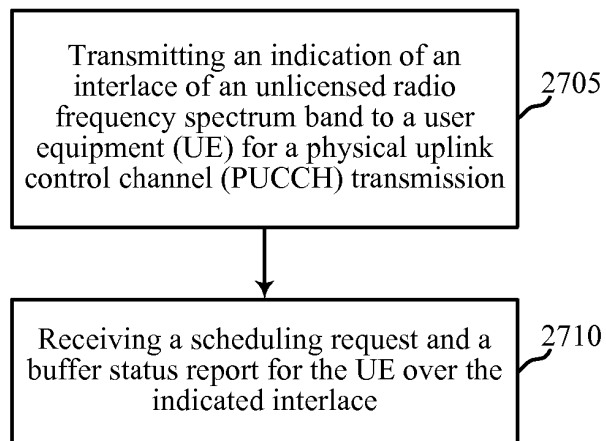 Transmitting an indication of an
interlace of an unlicensed radio
frequency spectrum band to a user
equipment (UE) for a physical uplink
control channel (PUCCH) transmission
2705
Receiving a scheduling request and a
buffer status report for the UE over the
indicated interlace
2710